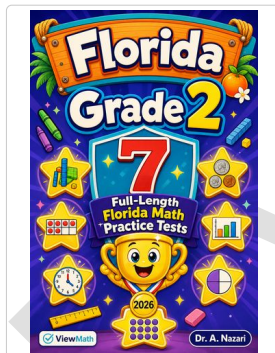 Florida
Grade 2
7
Full-Length
Florida Math
Practice Tests
2026
ViewMath
Dr. A. Nazari